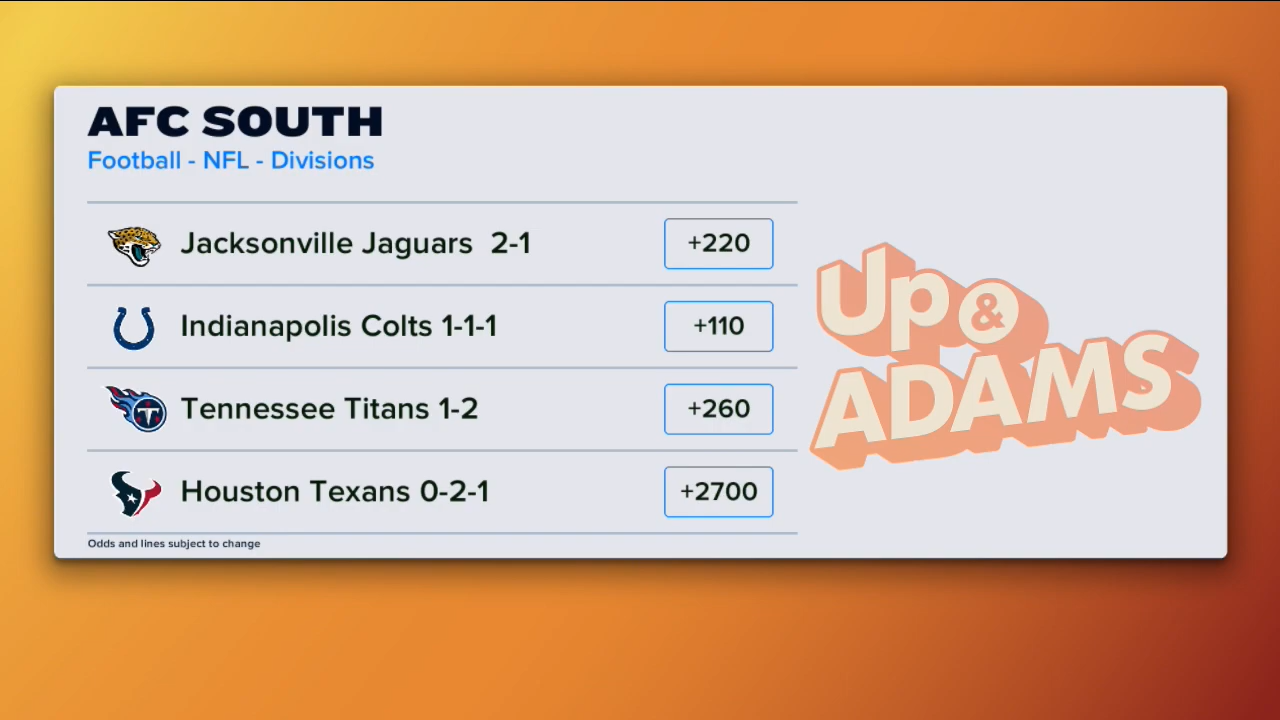 AFC SOUTH
Football - NFL - Divisions
Jacksonville Jaguars 2-1 +220
Indianapolis Colts 1-1-1 +110
Tennessee Titans 1-2 +260
Houston Texans 0-2-1 +2700
Odds and lines subject to change
Up &
ADAMS